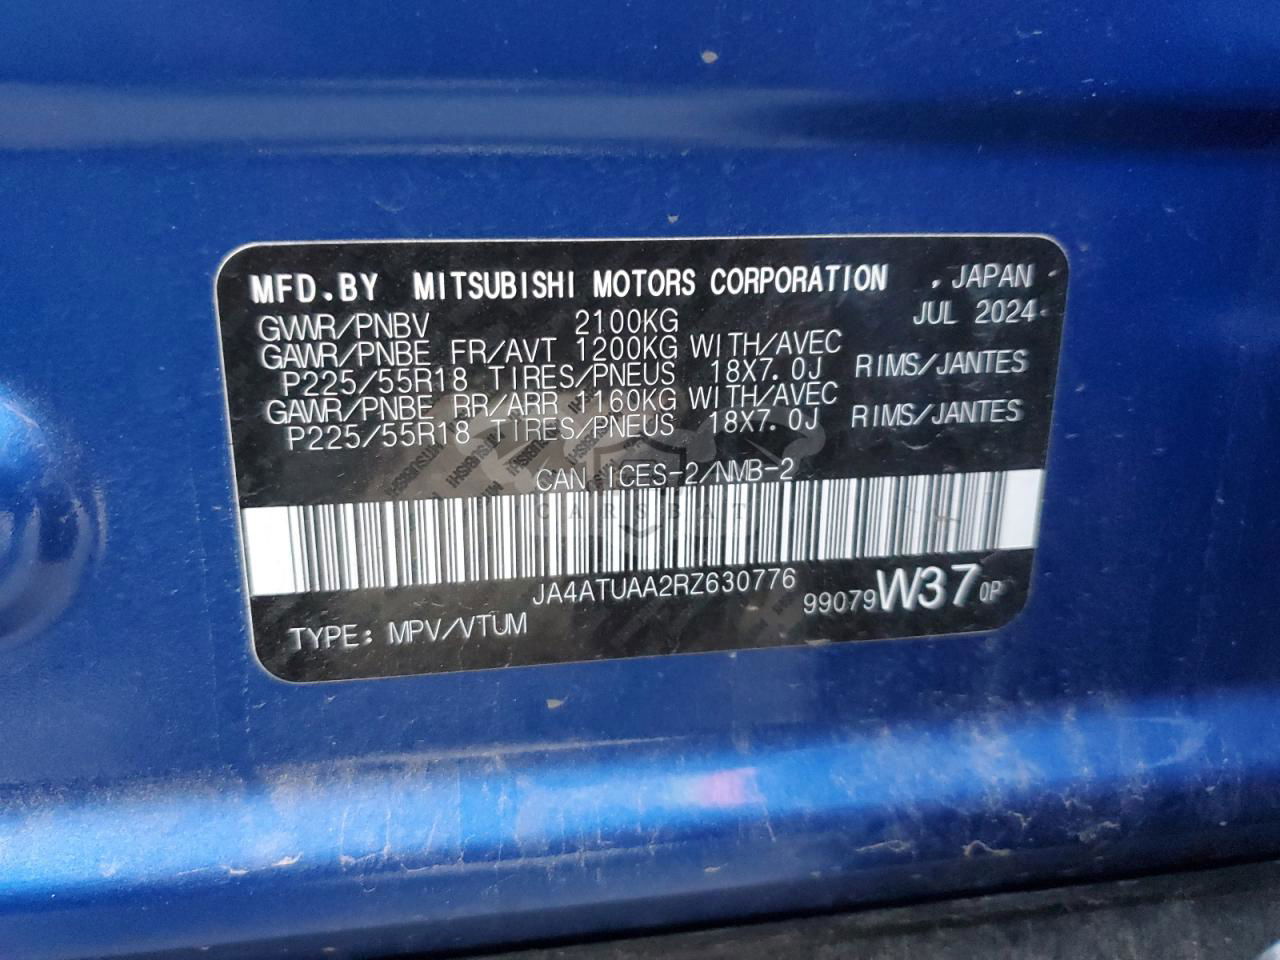 MFD.BY MITSUBISHI MOTORS CORPORATION , JAPAN
JUL 2024
GVWR/PNBV 2100KG
GAWR/PNBE FR/AVT 1200KG WITH/AVEC
P225/55R18 TIRES/PNEUS 18X7.0J RIMS/JANTES
GAWR/PNBE RR/ARR 1160KG WITH/AVEC
P225/55R18 TIRES/PNEUS 18X7.0J RIMS/JANTES
CAN ICES-2/NMB-2
CARSBAT
JA4ATUAA2RZ630776
99079 W37 0P
TYPE: MPV/VTUM